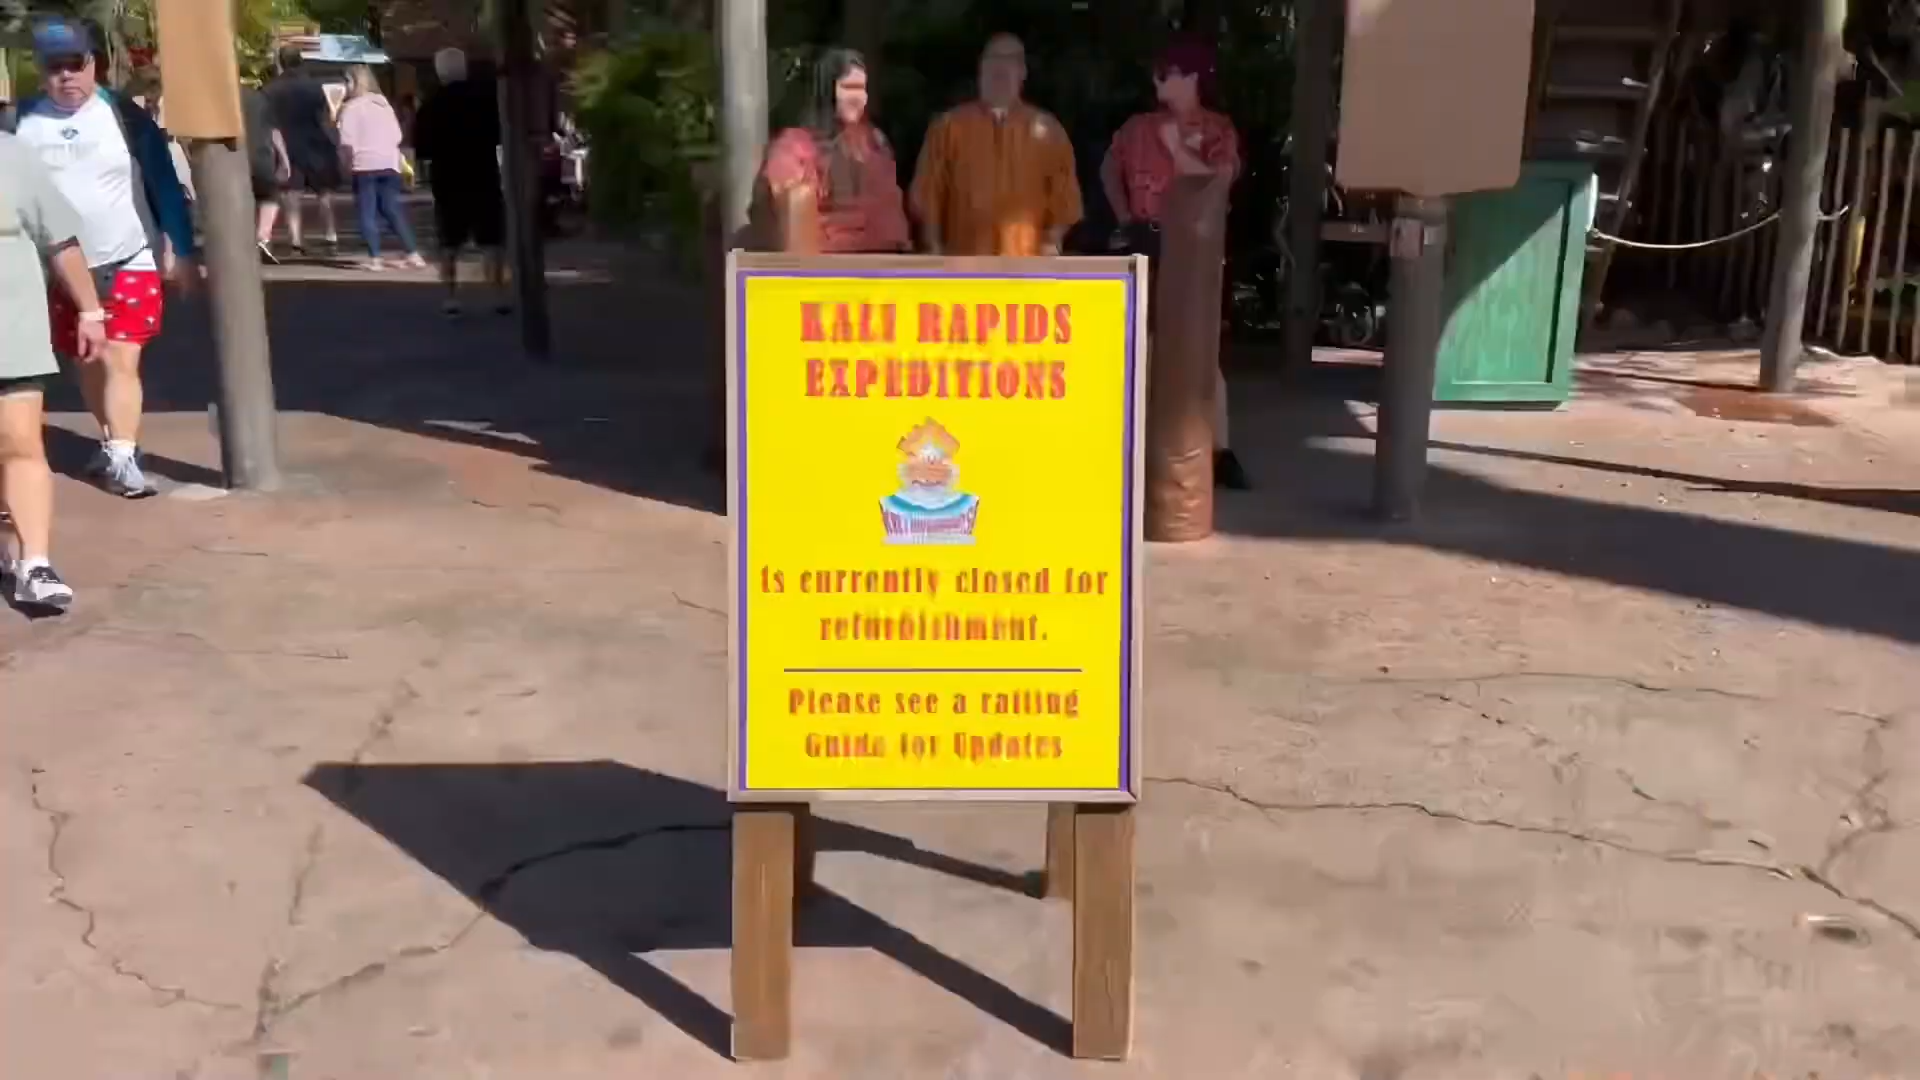 KALI RAPIDS
EXPEDITIONS
is currently closed for
refurbishment.
Please see a rafting
Guide for Updates